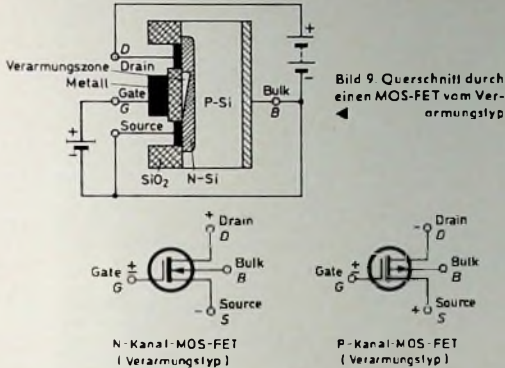 D
Drain
Verarmungszone
Metall
Gate
G
Source
S
SiO2
N-Si
P-Si
Bulk
B
+
-
+
-
Bild 9. Querschnitt durch
einen MOS-FET vom Ver-
armungstyp
+ Drain
D
Gate ±
G
Bulk
B
- Source
S
N-Kanal-MOS-FET
(Verarmungstyp)
- Drain
D
Gate ±
G
Bulk
B
+ Source
S
P-Kanal-MOS-FET
(Verarmungstyp)